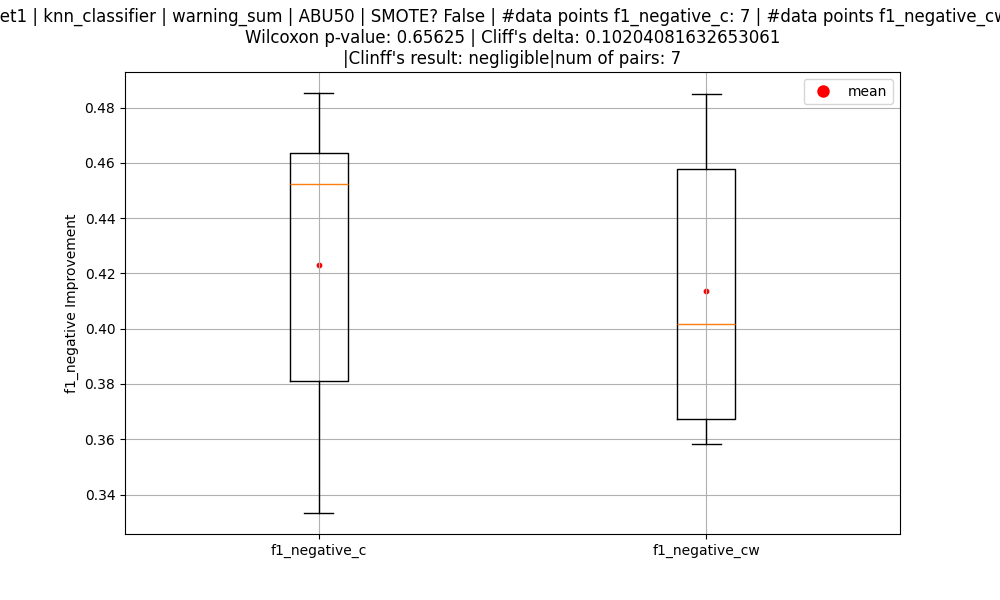 et1 | knn_classifier | warning_sum | ABU50 | SMOTE? False | #data points f1_negative_c: 7 | #data points f1_negative_cw
Wilcoxon p-value: 0.65625 | Cliff's delta: 0.10204081632653061
|Clinff's result: negligible|num of pairs: 7
mean
0.48
0.46
0.44
0.42
0.40
0.38
0.36
0.34
f1_negative Improvement
f1_negative_c
f1_negative_cw